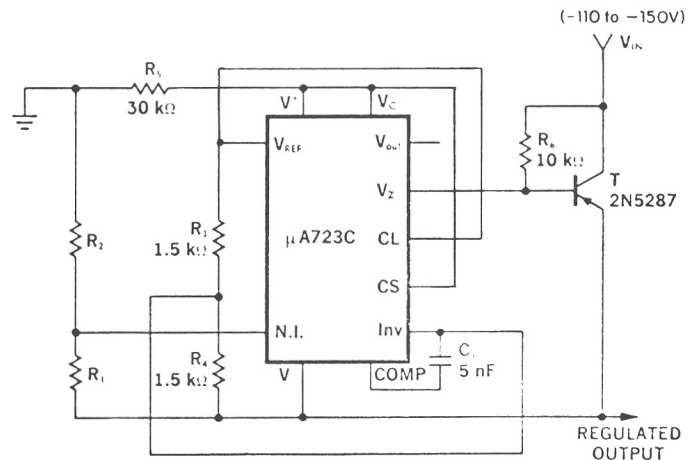 (-110 to -150V)
VIN
R5
30 kΩ
V+
VC
VREF
Vout
R6
10 kΩ
T
2N5287
VZ
R2
R3
1.5 kΩ
μA723C
CL
CS
N.I.
Inv
R1
R4
1.5 kΩ
V
COMP
C1
5 nF
REGULATED
OUTPUT